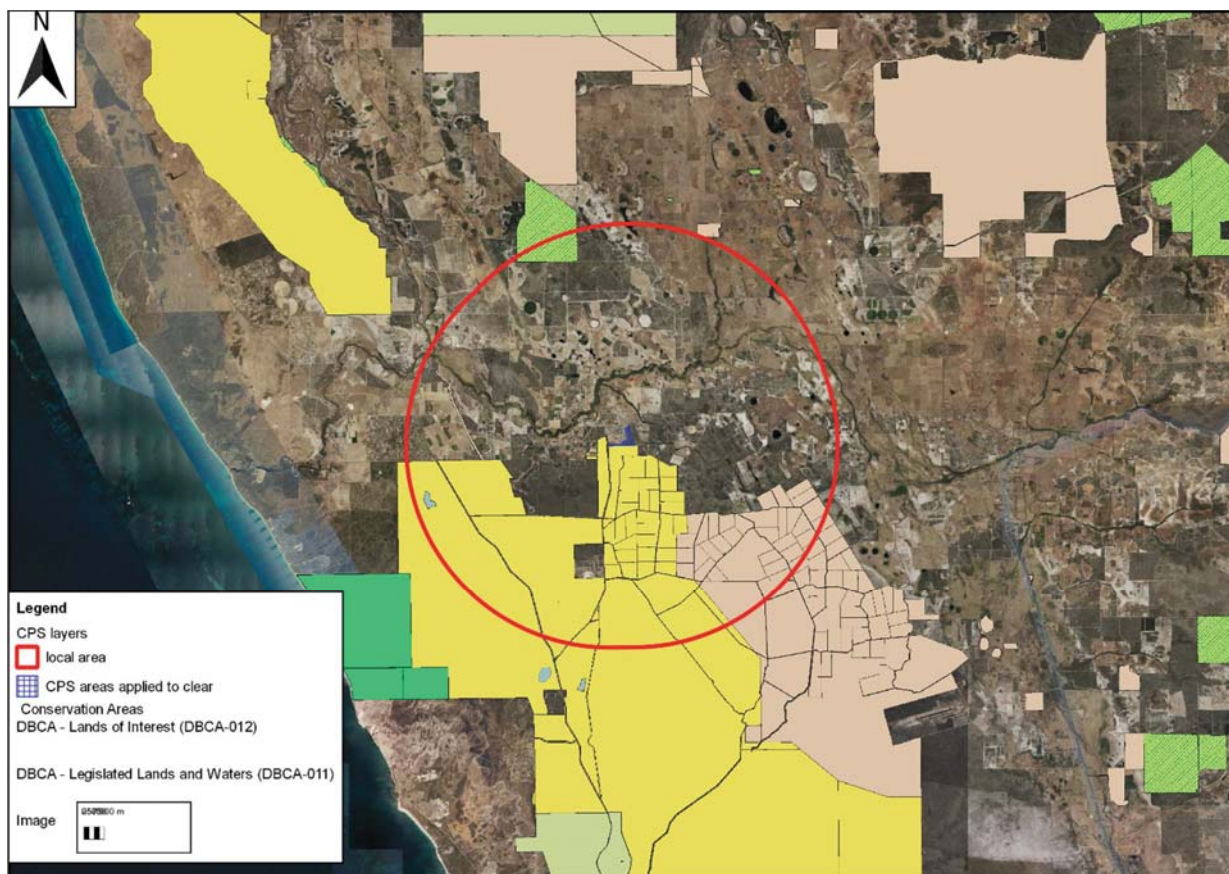 N
Legend
CPS layers
local area
CPS areas applied to clear
Conservation Areas
DBCA - Lands of Interest (DBCA-012)
DBCA - Legislated Lands and Waters (DBCA-011)
Image
m